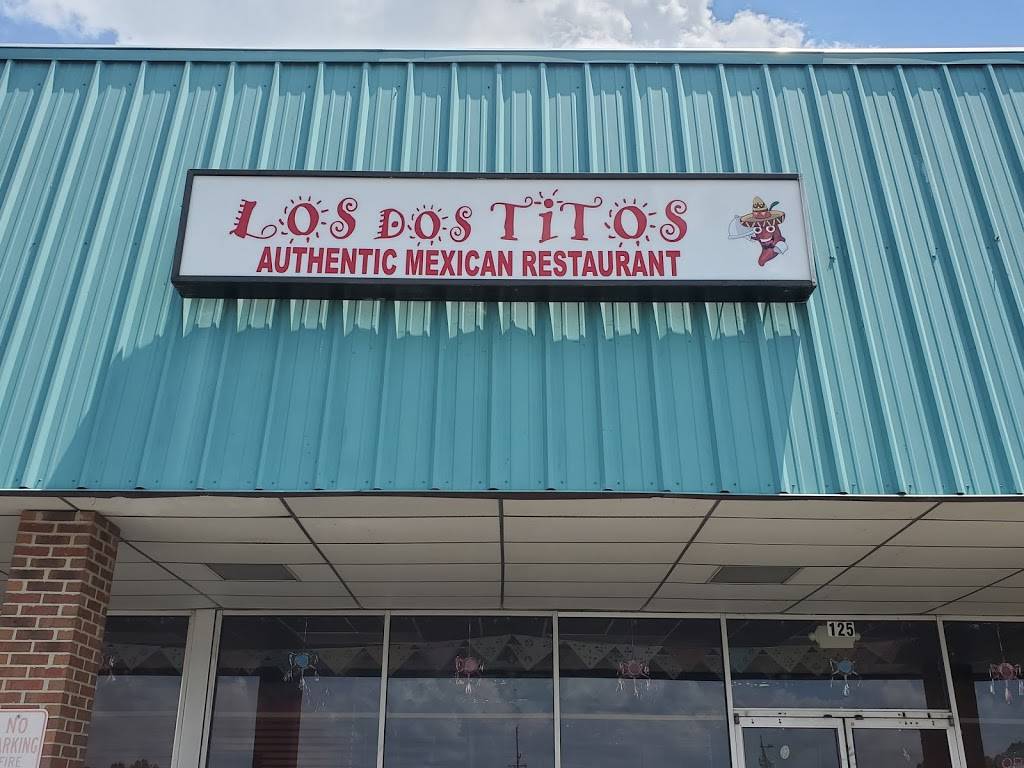 LOS DOS TiTOS
AUTHENTIC MEXICAN RESTAURANT
125
NO
PARKING
FIRE